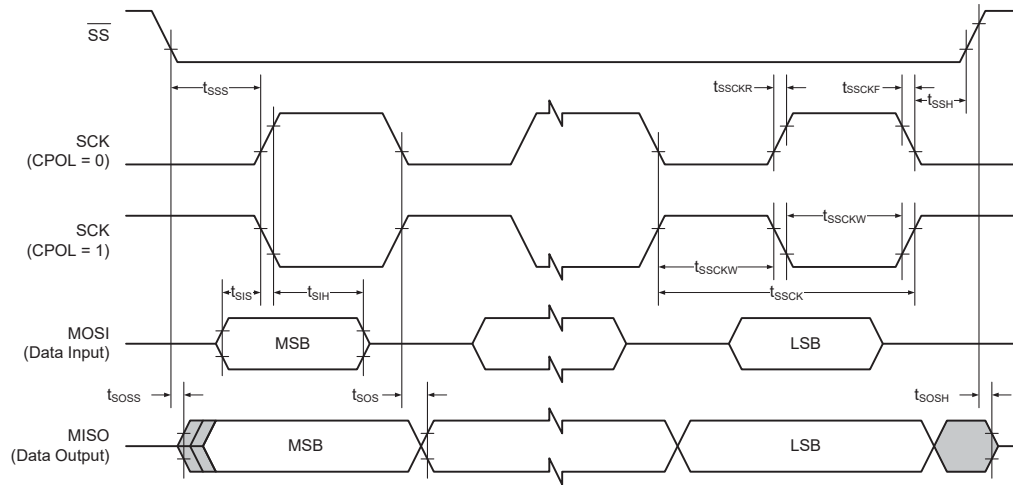 SS
tSSS
tSSCKR
tSSCKF
tSSH
SCK
(CPOL = 0)
SCK
(CPOL = 1)
tSSCKW
tSSCKW
tSSCK
tSIS
tSIH
MOSI
(Data Input)
MSB
LSB
tSOSS
tSOS
tSOSH
MISO
(Data Output)
MSB
LSB